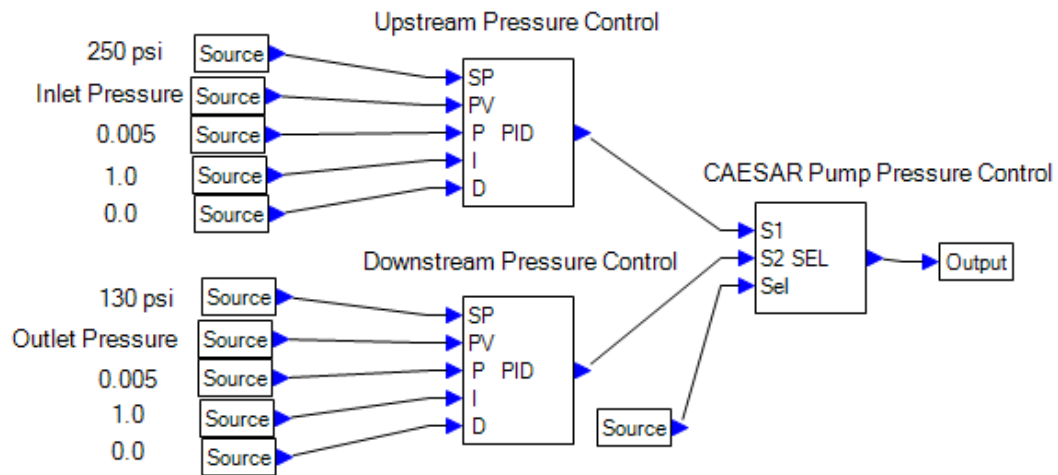 Upstream Pressure Control
250 psi Source
Inlet Pressure Source
0.005 Source
1.0 Source
0.0 Source
SP
PV
P PID
I
D
CAESAR Pump Pressure Control
S1
S2 SEL
Sel
Output
Downstream Pressure Control
130 psi Source
Outlet Pressure Source
0.005 Source
1.0 Source
0.0 Source
SP
PV
P PID
I
D
Source